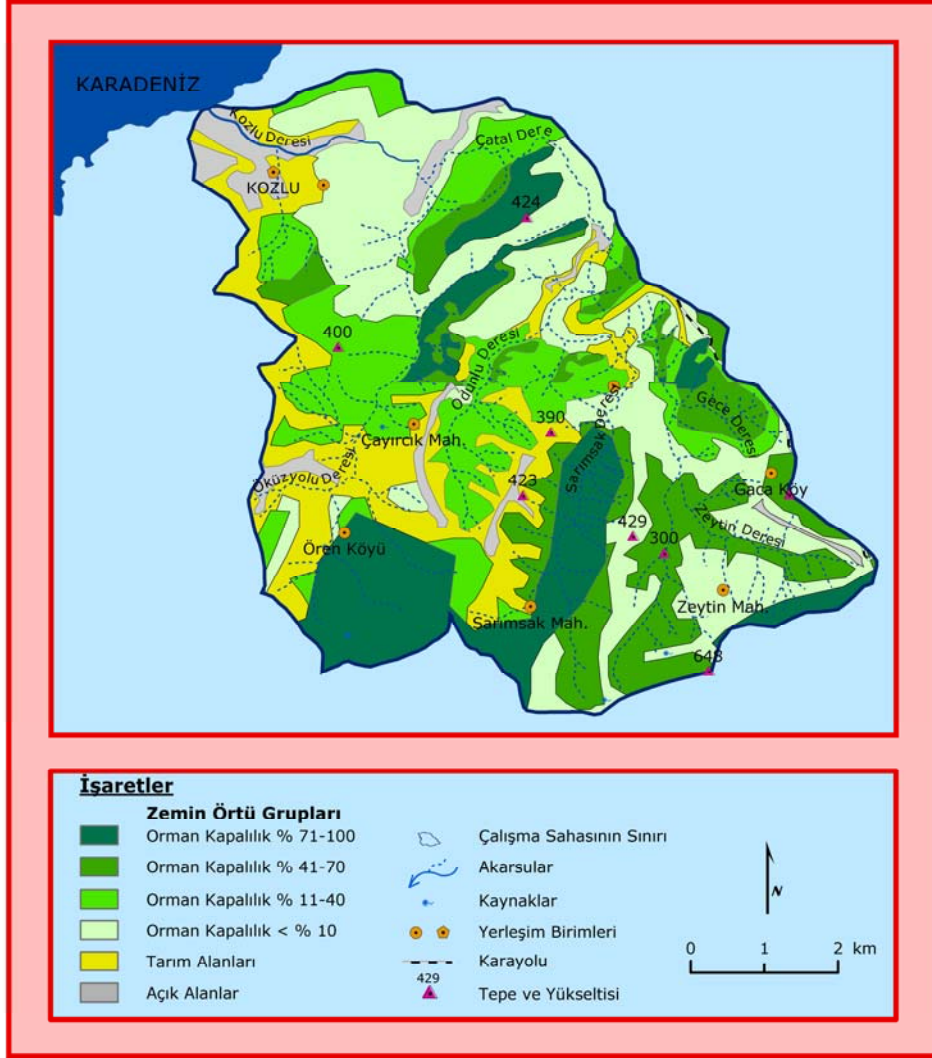 KARADENİZ
Kozlu Deresi
Çatal Dere
KOZLU
424
400
Odunlu Deresi
390
Sarımsak Deresi
Gece Deresi
Çayırcık Mah.
Öküzyolu Deresi
423
Gaca Köy
429
300
Zeytin Deresi
Ören Köyü
Sarımsak Mah.
Zeytin Mah.
648
İşaretler
Zemin Örtü Grupları
Orman Kapalılık % 71-100
Orman Kapalılık % 41-70
Orman Kapalılık % 11-40
Orman Kapalılık < % 10
Tarım Alanları
Açık Alanlar
Çalışma Sahasının Sınırı
Akarsular
Kaynaklar
Yerleşim Birimleri
Karayolu
429
Tepe ve Yükseltisi
N
0 1 2 km